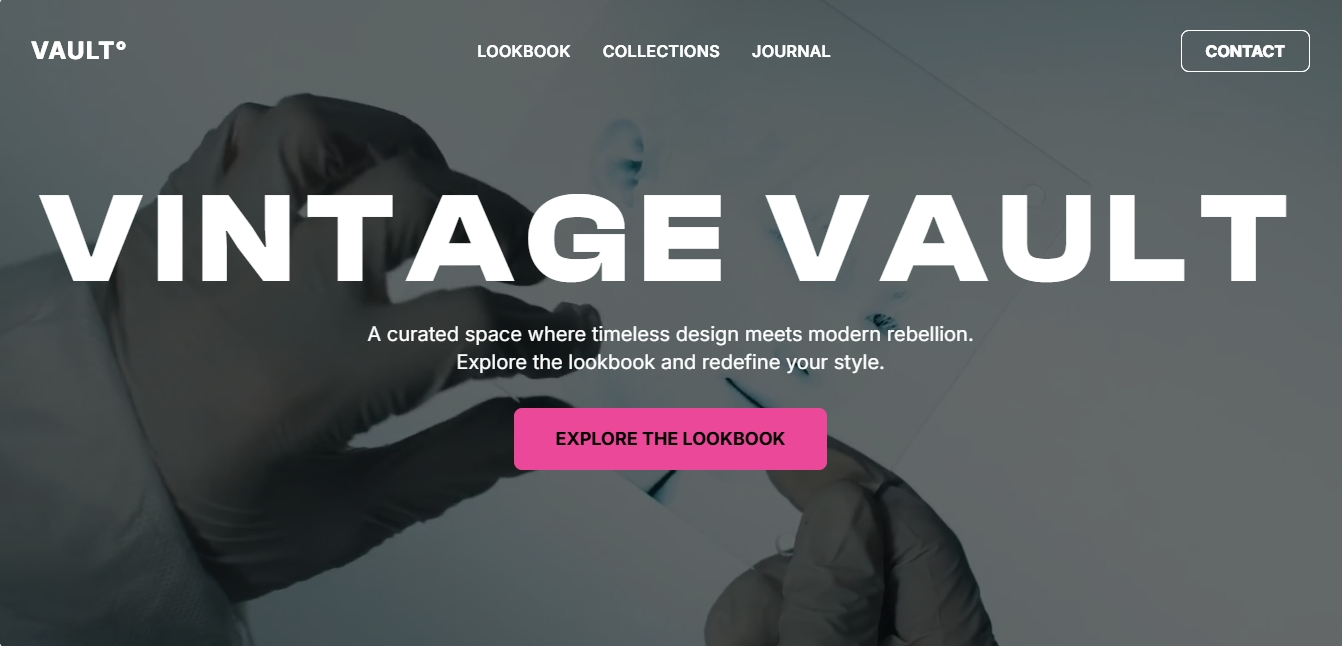 VAULT°
LOOKBOOK COLLECTIONS JOURNAL
CONTACT
VINTAGE VAULT
A curated space where timeless design meets modern rebellion.
Explore the lookbook and redefine your style.
EXPLORE THE LOOKBOOK